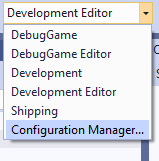 Development Editor
DebugGame
DebugGame Editor
Development
Development Editor
Shipping
Configuration Manager...